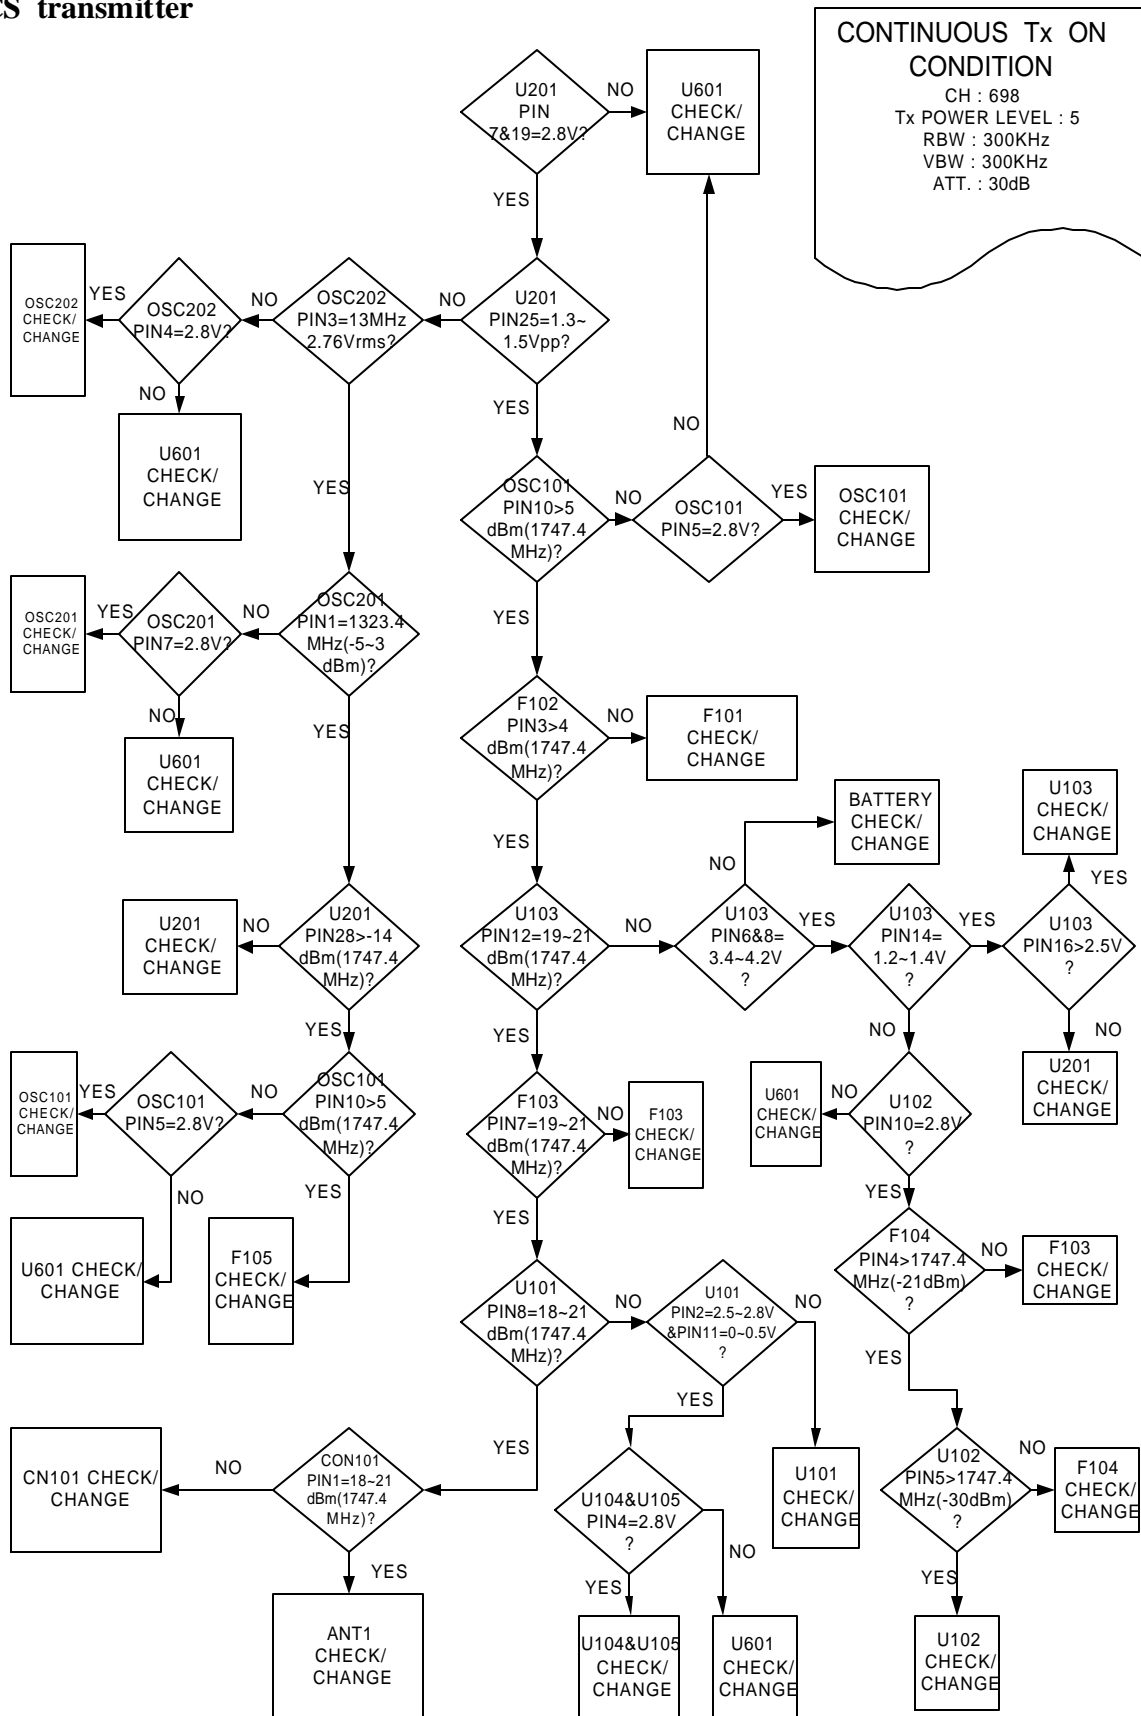 CS transmitter
CONTINUOUS Tx ON
CONDITION
CH : 698
Tx POWER LEVEL : 5
RBW : 300KHz
VBW : 300KHz
ATT. : 30dB
U201
PIN
7&19=2.8V?
NO
U601
CHECK/
CHANGE
YES
U201
PIN25=1.3~
1.5Vpp?
NO
OSC202
PIN3=13MHz
2.76Vrms?
NO
OSC202
PIN4=2.8V?
YES
OSC202
CHECK/
CHANGE
NO
U601
CHECK/
CHANGE
YES
YES
NO
OSC101
PIN10>5
dBm(1747.4
MHz)?
NO
OSC101
PIN5=2.8V?
YES
OSC101
CHECK/
CHANGE
OSC201
PIN1=1323.4
MHz(-5~3
dBm)?
NO
OSC201
PIN7=2.8V?
YES
OSC201
CHECK/
CHANGE
NO
U601
CHECK/
CHANGE
YES
YES
F102
PIN3>4
dBm(1747.4
MHz)?
NO
F101
CHECK/
CHANGE
YES
U201
PIN28>-14
dBm(1747.4
MHz)?
NO
U201
CHECK/
CHANGE
YES
U103
PIN12=19~21
dBm(1747.4
MHz)?
NO
U103
PIN6&8=
3.4~4.2V
?
NO
BATTERY
CHECK/
CHANGE
YES
U103
PIN14=
1.2~1.4V
?
YES
U103
PIN16>2.5V
?
YES
U103
CHECK/
CHANGE
NO
U201
CHECK/
CHANGE
NO
YES
OSC101
PIN10>5
dBm(1747.4
MHz)?
NO
OSC101
PIN5=2.8V?
YES
OSC101
CHECK/
CHANGE
NO
U601 CHECK/
CHANGE
YES
F105
CHECK/
CHANGE
F103
PIN7=19~21
dBm(1747.4
MHz)?
NO
F103
CHECK/
CHANGE
YES
U102
PIN10=2.8V
?
NO
U601
CHECK/
CHANGE
YES
F104
PIN4>1747.4
MHz(-21dBm)
?
NO
F103
CHECK/
CHANGE
YES
U101
PIN8=18~21
dBm(1747.4
MHz)?
NO
U101
PIN2=2.5~2.8V
&PIN11=0~0.5V
?
NO
U101
CHECK/
CHANGE
YES
U104&U105
PIN4=2.8V
?
NO
U601
CHECK/
CHANGE
YES
U104&U105
CHECK/
CHANGE
YES
CON101
PIN1=18~21
dBm(1747.4
MHz)?
NO
CN101 CHECK/
CHANGE
YES
ANT1
CHECK/
CHANGE
U102
PIN5>1747.4
MHz(-30dBm)
?
NO
F104
CHECK/
CHANGE
YES
U102
CHECK/
CHANGE